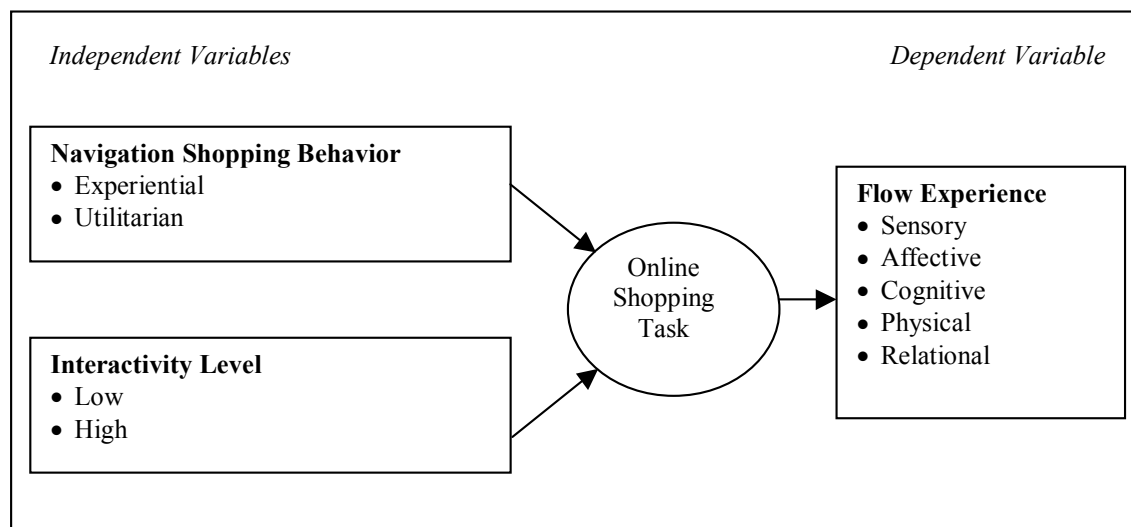 Independent Variables
Dependent Variable
Navigation Shopping Behavior
• Experiential
• Utilitarian
Interactivity Level
• Low
• High
Online
Shopping
Task
Flow Experience
• Sensory
• Affective
• Cognitive
• Physical
• Relational